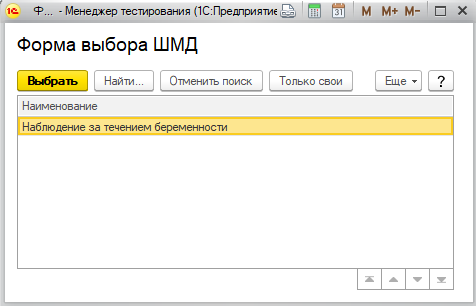 Ф... - Менеджер тестирования (1С:Предприятие M M+ M-
Форма выбора ШМД
Выбрать Найти... Отменить поиск Только свои Еще ?
Наименование
Наблюдение за течением беременности